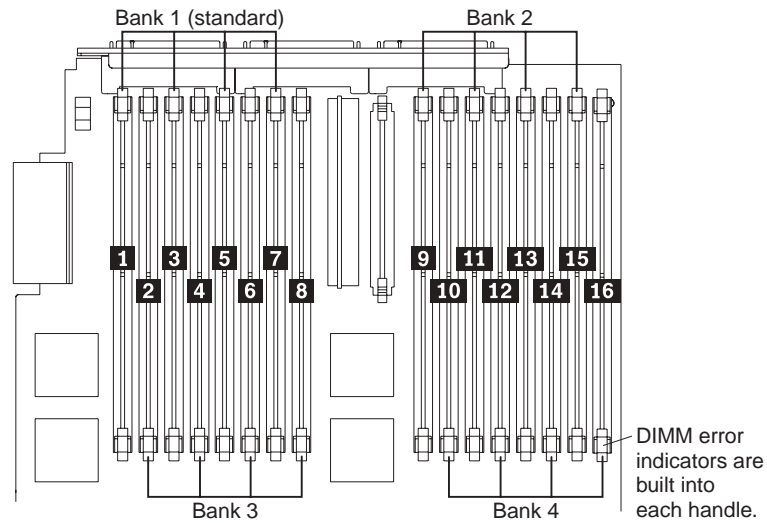 Bank 1 (standard)
Bank 2
1
3
5
7
9
11
13
15
2
4
6
8
10
12
14
16
DIMM error
indicators are
built into
each handle.
Bank 3
Bank 4